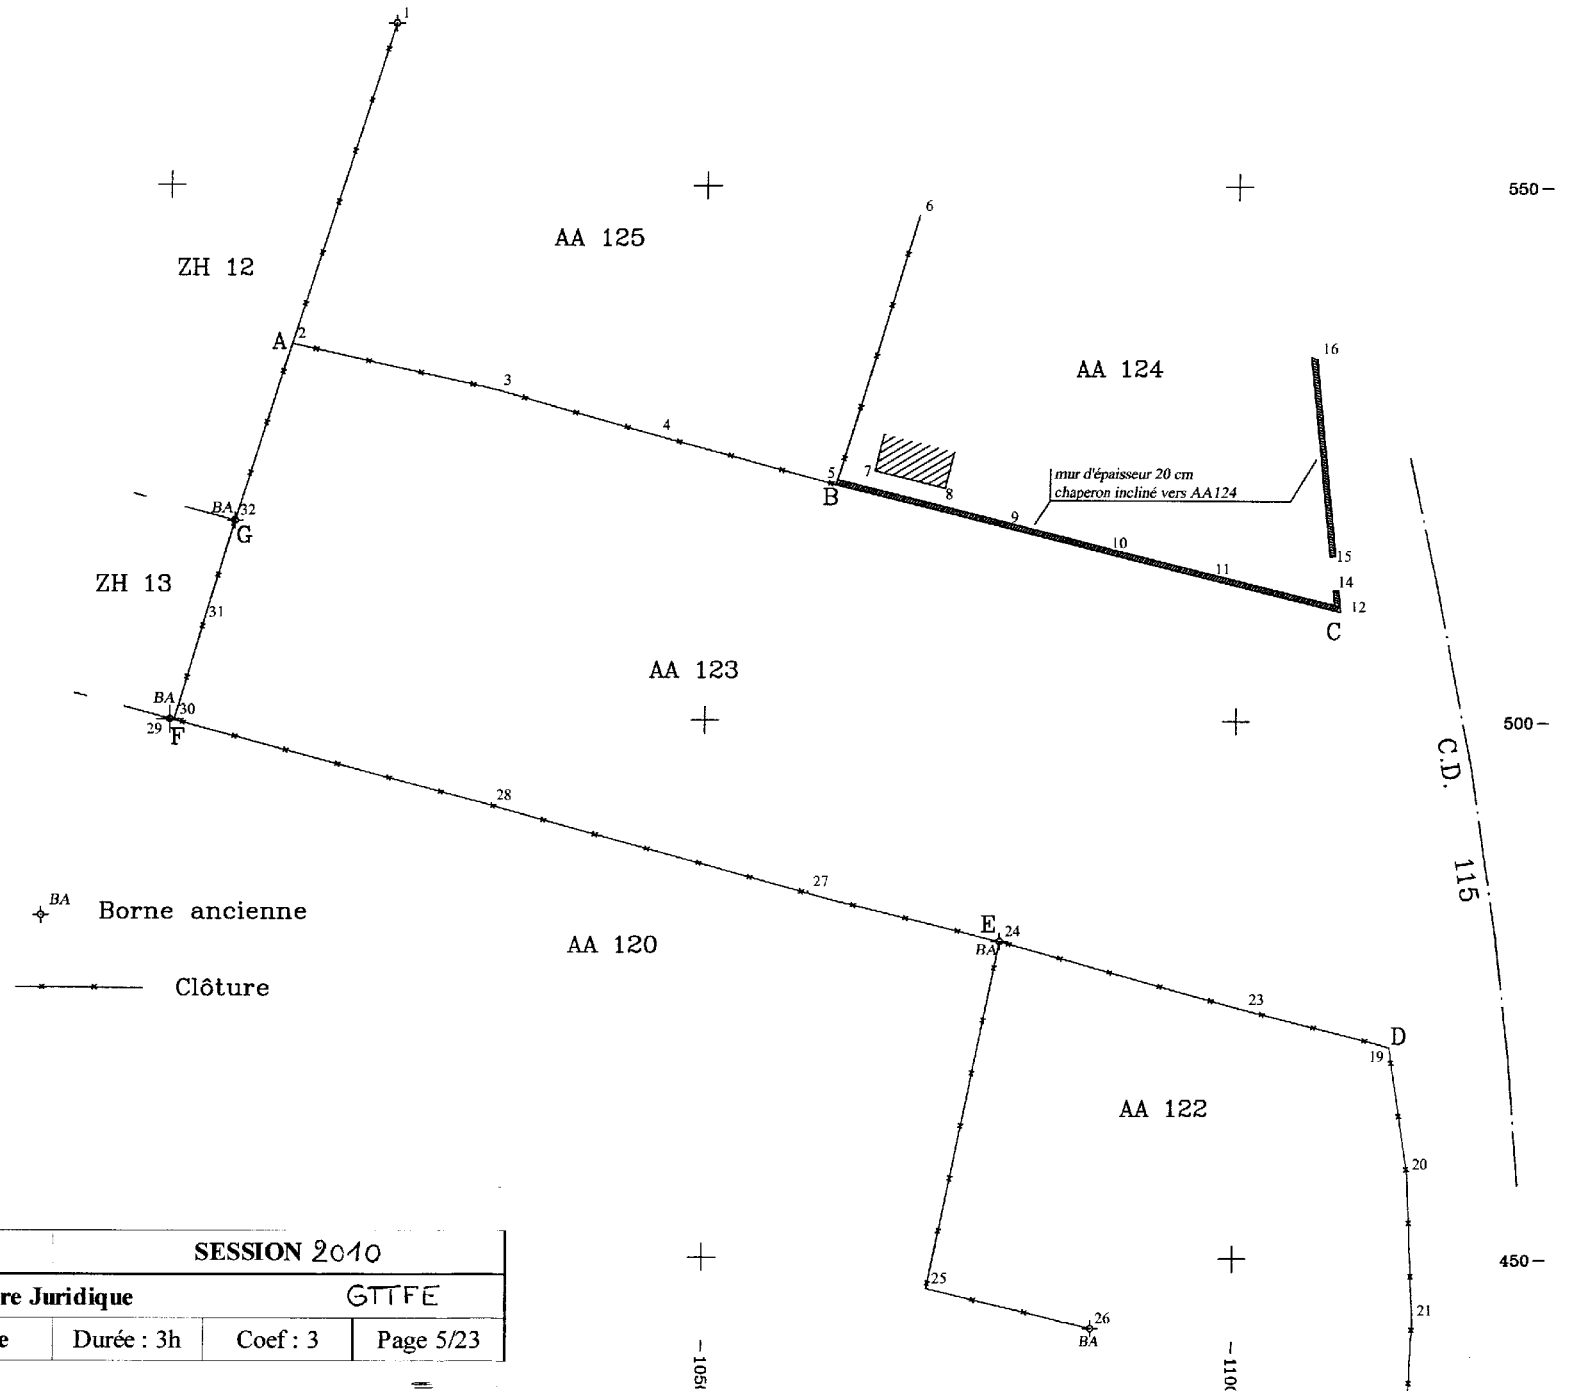 1
550
6
AA 125
ZH 12
2
A
16
AA 124
3
4
5
7
8
B
mur d'épaisseur 20 cm
chaperon incliné vers AA124
BA 32
G
9
10
11
15
14
12
C
ZH 13
31
AA 123
BA 30
29 F
500
C.D. 115
28
27
BA
Borne ancienne
AA 120
E 24
BA
Clôture
23
D
19
AA 122
20
SESSION 2010
re Juridique GTTFE
e Durée : 3h Coef : 3 Page 5/23
450
25
26
BA
21